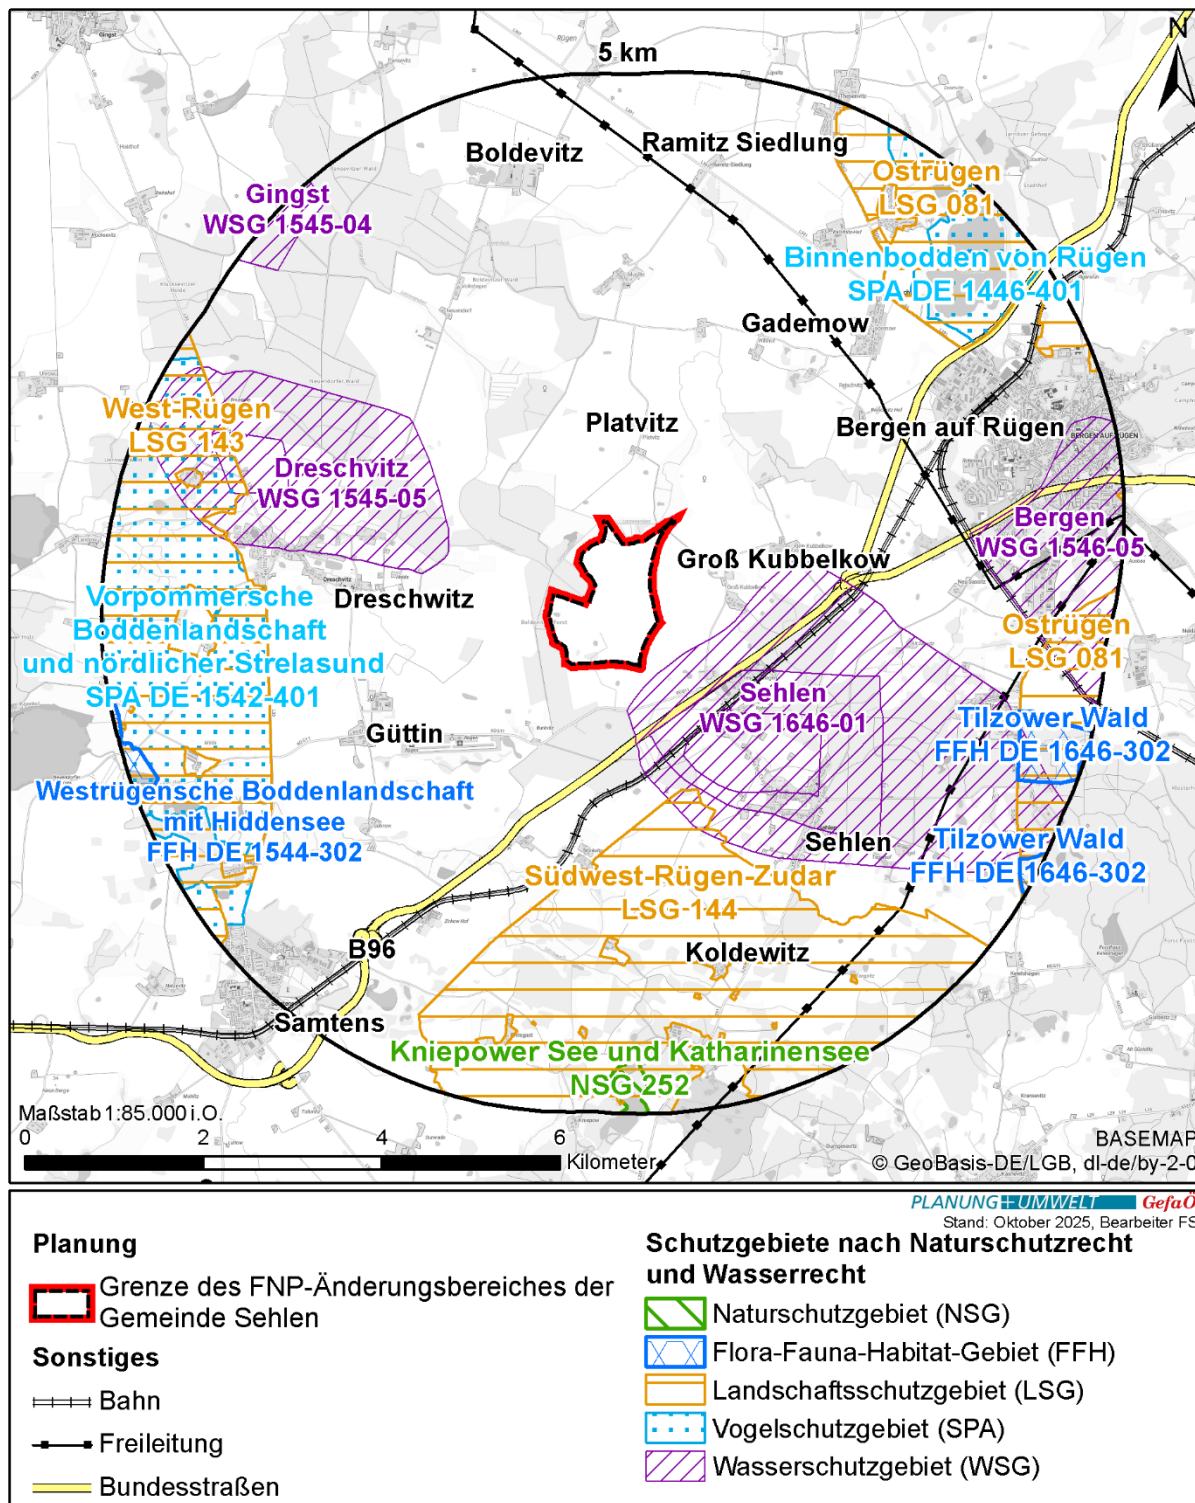 N
5 km
Ramitz Siedlung
Boldevitz
Gingst
WSG 1545-04
Ostrügen
LSG 081
Binnenbodden von Rügen
SPA DE 1446-401
Gademow
West-Rügen
LSG 143
Platvitz
Bergen auf Rügen
BERGEN AUF RÜGEN
Dreschvitz
WSG 1545-05
Bergen
WSG 1546-05
Groß Kubbelkow
Dreschwitz
Vorpommersche
Boddenlandschaft
und nördlicher Strelasund
SPA DE 1542-401
Ostrügen
LSG 081
Sehlen
WSG 1646-01
Tilzower Wald
FFH DE 1646-302
Güttin
Westrügensche Boddenlandschaft
mit Hiddensee
FFH DE 1544-302
Sehlen
Tilzower Wald
FFH DE 1646-302
Südwest-Rügen-Zudar
LSG 144
B96
Koldewitz
Samtens
Kniepower See und Katharinensee
NSG 252
Maßstab 1:85.000 i.O.
0 2 4 6
Kilometer
BASEMAP
© GeoBasis-DE/LGB, dl-de/by-2-0
PLANUNG+UMWELT GefaÖ
Stand: Oktober 2025, Bearbeiter FS
Planung
Grenze des FNP-Änderungsbereiches der
Gemeinde Sehlen
Sonstiges
Bahn
Freileitung
Bundesstraßen
Schutzgebiete nach Naturschutzrecht
und Wasserrecht
Naturschutzgebiet (NSG)
Flora-Fauna-Habitat-Gebiet (FFH)
Landschaftsschutzgebiet (LSG)
Vogelschutzgebiet (SPA)
Wasserschutzgebiet (WSG)